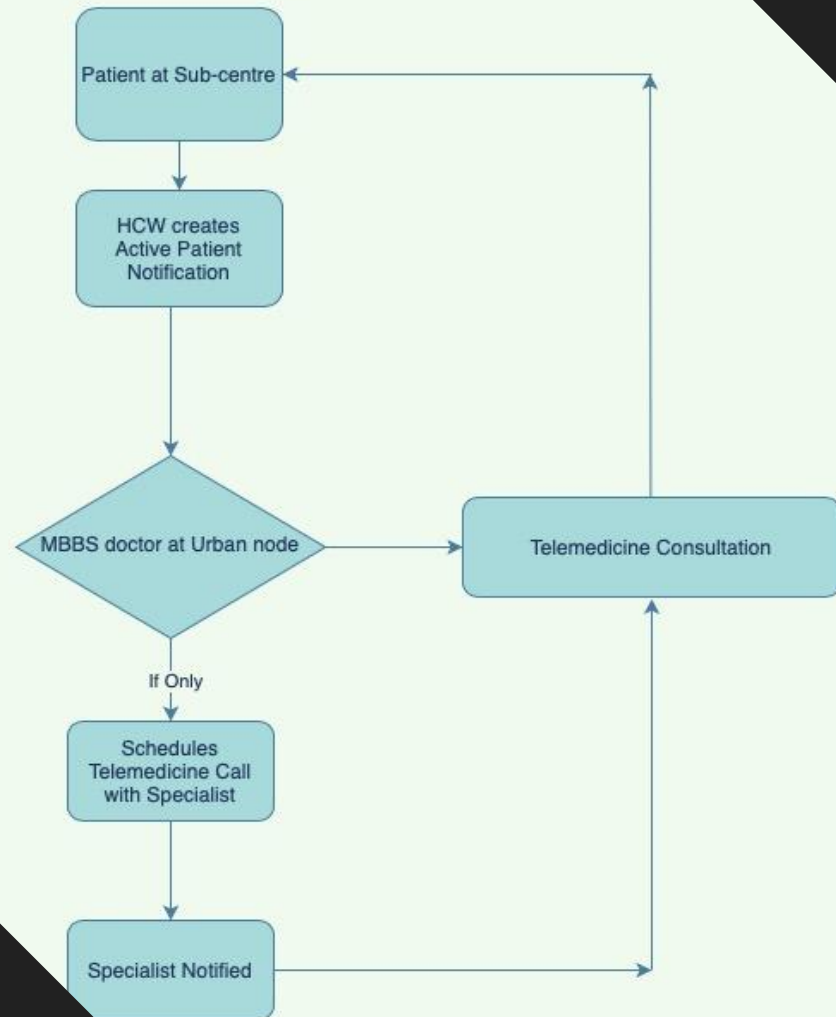 Patient at Sub-centre
HCW creates
Active Patient
Notification
MBBS doctor at Urban node
Telemedicine Consultation
If Only
Schedules
Telemedicine Call
with Specialist
Specialist Notified